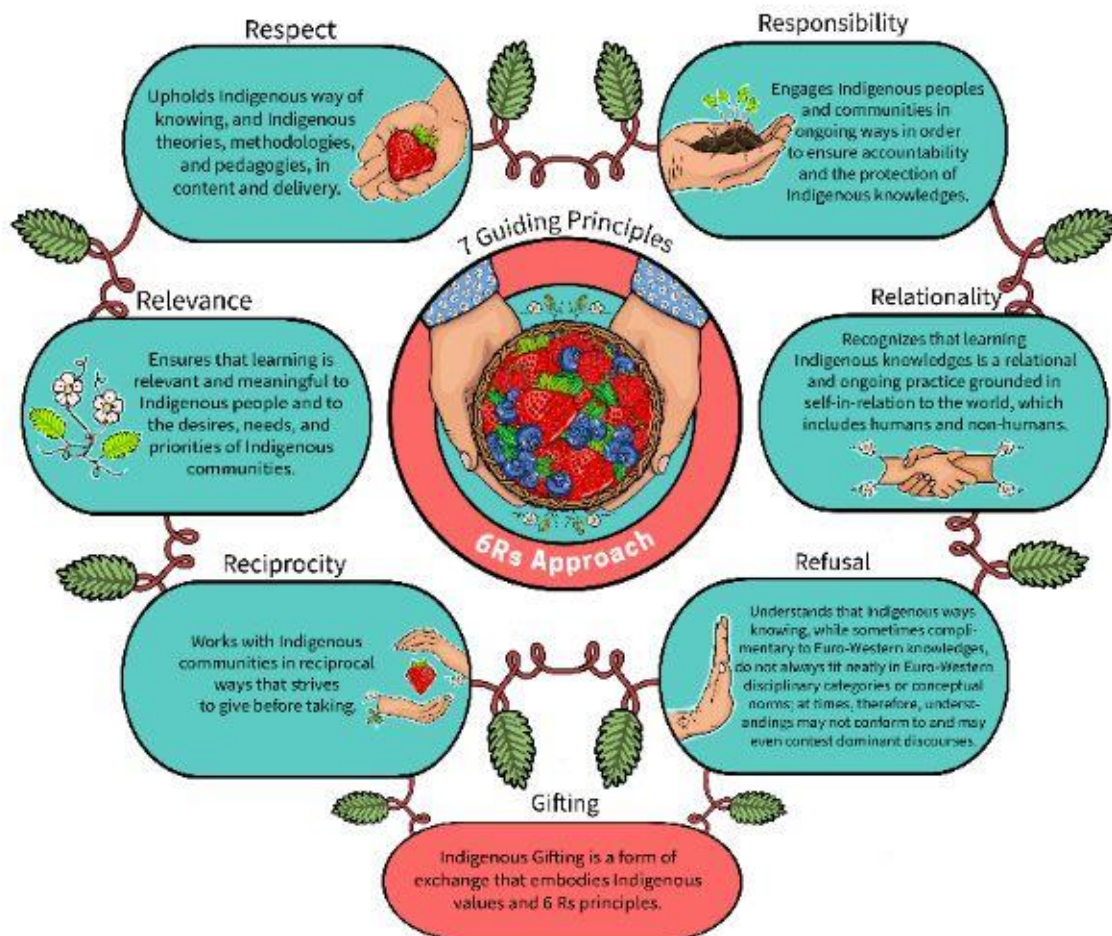 Respect
Upholds Indigenous way of
knowing, and Indigenous
theories, methodologies,
and pedagogies, in
content and delivery.
Responsibility
Engages Indigenous peoples
and communities in
ongoing ways in order
to ensure accountability
and the protection of
Indigenous knowledges.
7 Guiding Principles
6Rs Approach
Relevance
Ensures that learning is
relevant and meaningful to
Indigenous people and to
the desires, needs, and
priorities of Indigenous
communities.
Relationality
Recognizes that learning
Indigenous knowledges is a relational
and ongoing practice grounded in
self-in-relation to the world, which
includes humans and non-humans.
Reciprocity
Works with Indigenous
communities in reciprocal
ways that strives
to give before taking.
Refusal
Understands that Indigenous ways
knowing, while sometimes compli-
mentary to Euro-Western knowledges,
do not always fit neatly in Euro-Western
disciplinary categories or conceptual
norms; at times, therefore, underst-
andings may not conform to and may
even contest dominant discourses.
Gifting
Indigenous Gifting is a form of
exchange that embodies Indigenous
values and 6 Rs principles.